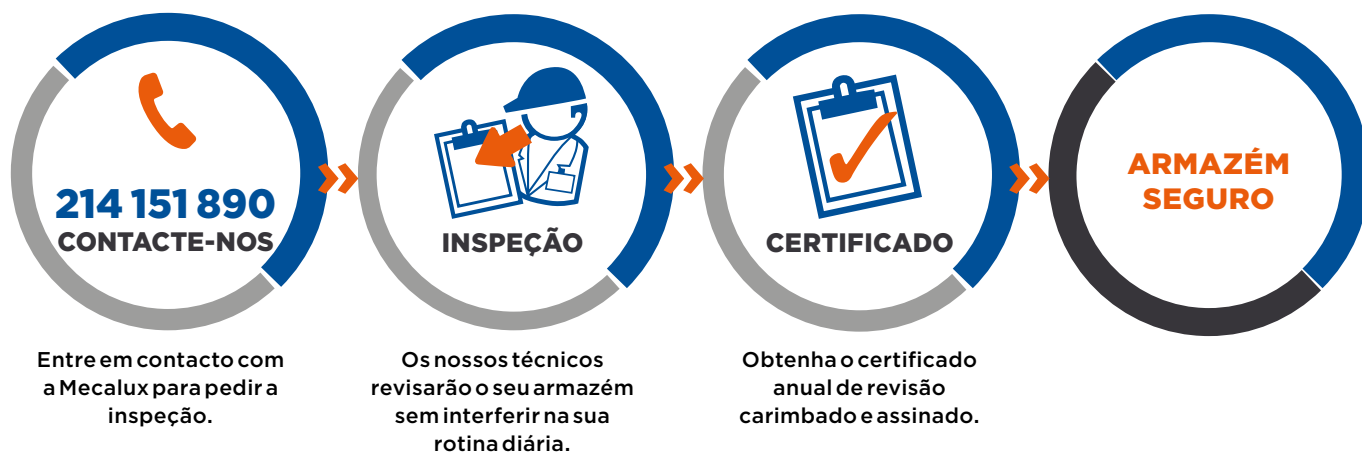 214 151 890
CONTACTE-NOS
Entre em contacto com
a Mecalux para pedir a
inspeção.
INSPEÇÃO
Os nossos técnicos
revisarão o seu armazém
sem interferir na sua
rotina diária.
CERTIFICADO
Obtenha o certificado
anual de revisão
carimbado e assinado.
ARMAZÉM
SEGURO